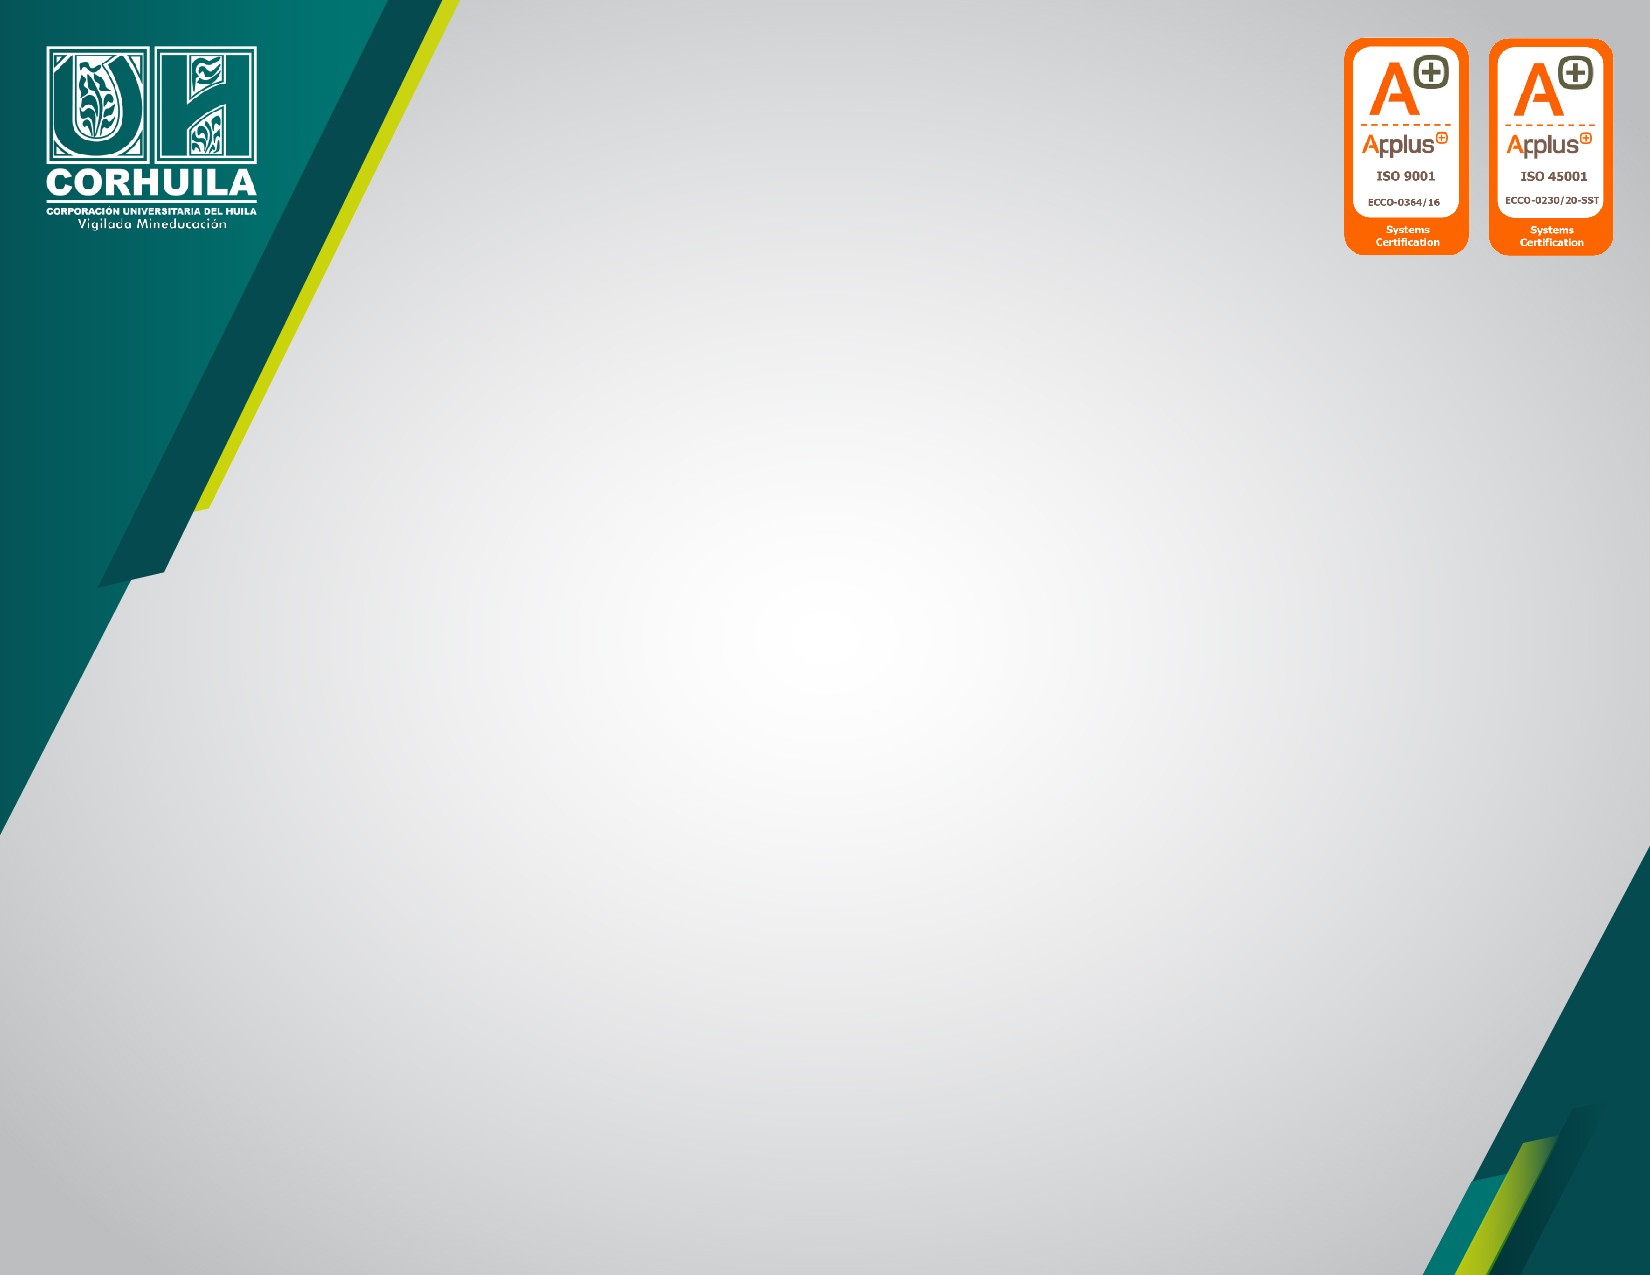 UH
CORHUILA
CORPORACIÓN UNIVERSITARIA DEL HUILA
Vigilada Mineducación
A+
Applus+
ISO 9001
ECCO-0364/16
Systems
Certification
A+
Applus+
ISO 45001
ECCO-0230/20-SST
Systems
Certification